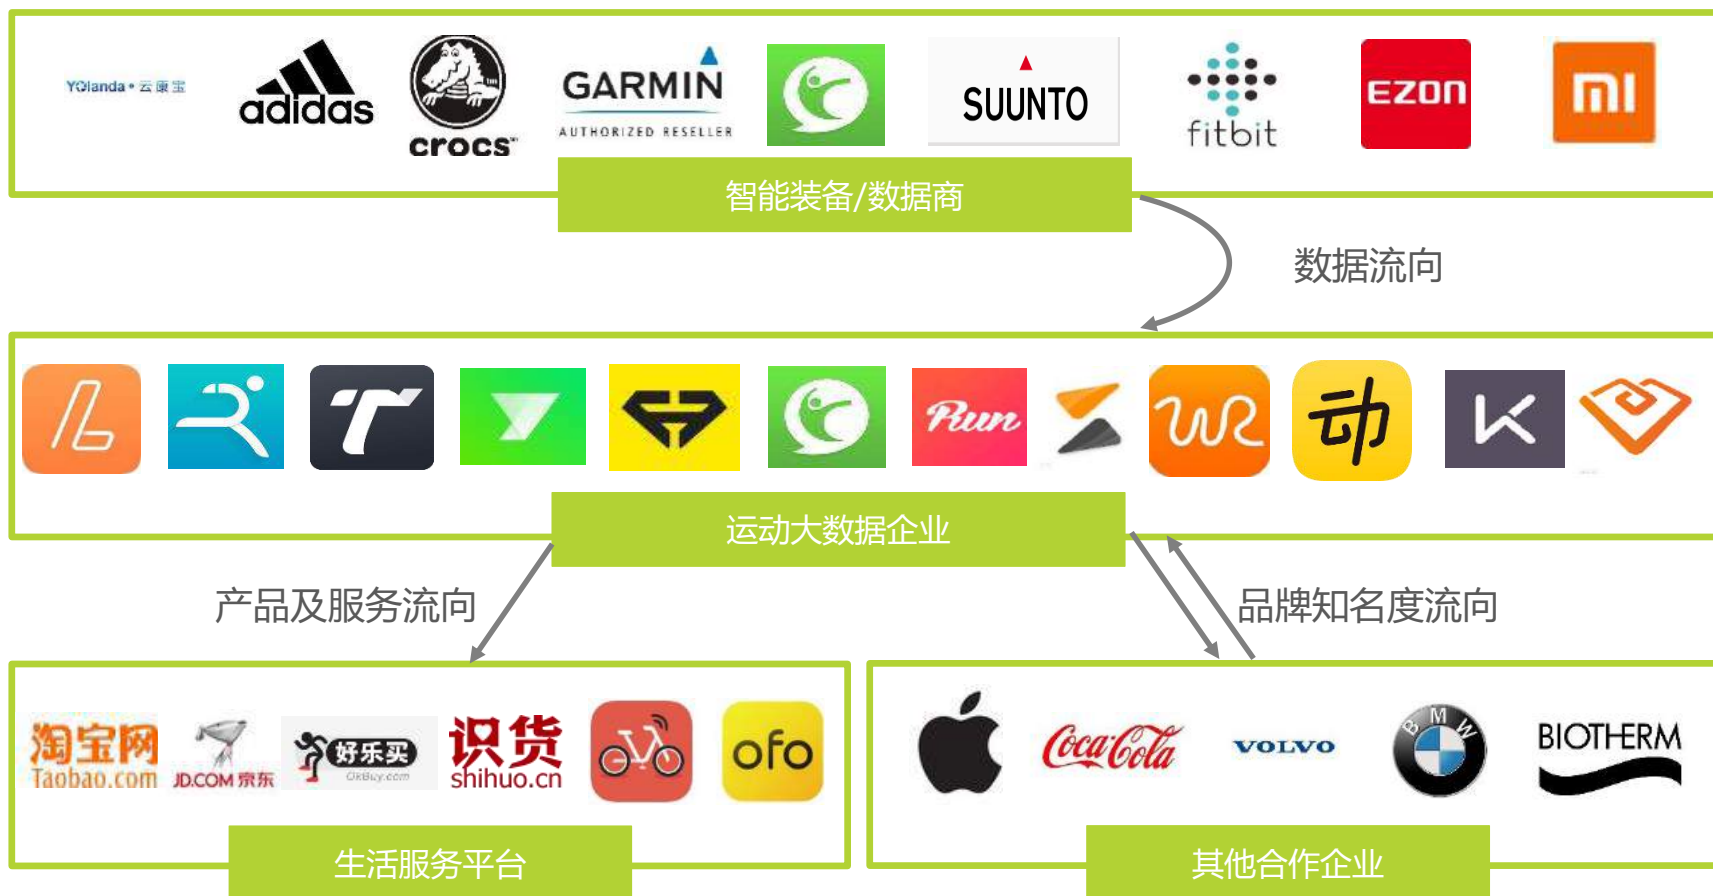 YOlanda•云康宝
adidas
crocs™
GARMIN
AUTHORIZED RESELLER
SUUNTO
fitbit
EZON
mi
智能装备/数据商
数据流向
Run
动
运动大数据企业
产品及服务流向
品牌知名度流向
淘宝网
Taobao.com
JD.COM 京东
好乐买
OkBuy.com
识货
shihuo.cn
ofo
Coca-Cola
VOLVO
BMW
BIOTHERM
生活服务平台
其他合作企业